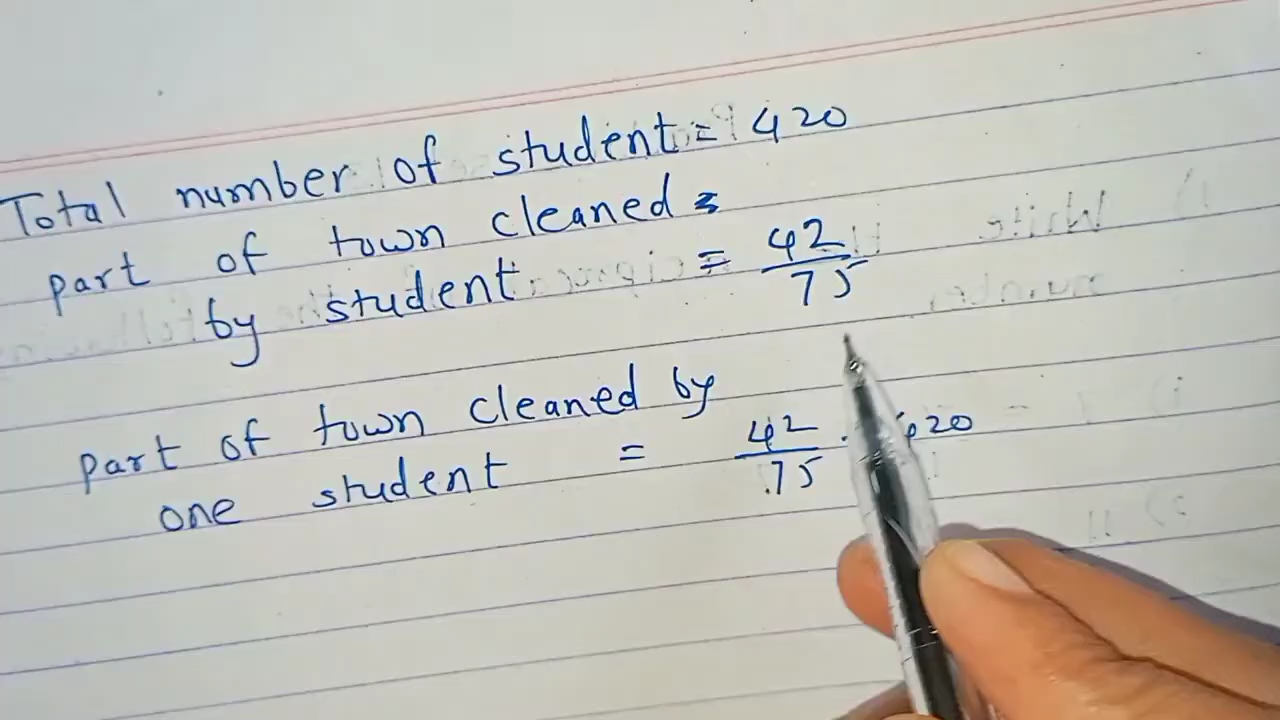 Total number of student = 420
part of town cleaned =
by student = 42/75
part of town cleaned by
one student = 42/75 420